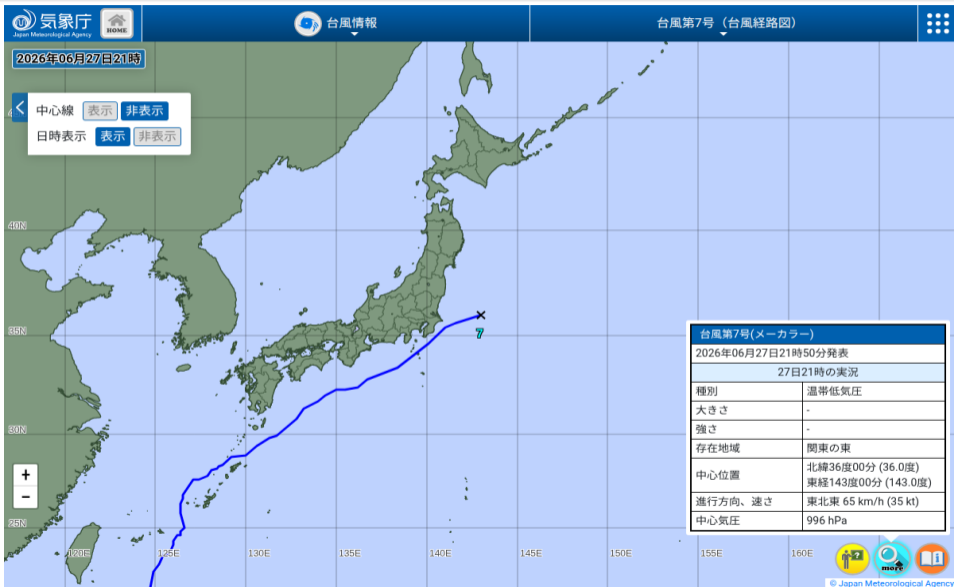 気象庁
Japan Meteorological Agency
HOME
台風情報
台風第7号（台風経路図）
2026年06月27日21時
中心線 表示 非表示
日時表示 表示 非表示
40N
35N
7
台風第7号(メーカラー)
2026年06月27日21時50分発表
27日21時の実況
種別 温帯低気圧
大きさ -
強さ -
存在地域 関東の東
中心位置 北緯36度00分 (36.0度)
東経143度00分 (143.0度)
進行方向、速さ 東北東 65 km/h (35 kt)
中心気圧 996 hPa
30N
+
−
25N
120E 125E 130E 135E 140E 145E 150E 155E 160E
?
more
i
© Japan Meteorological Agency